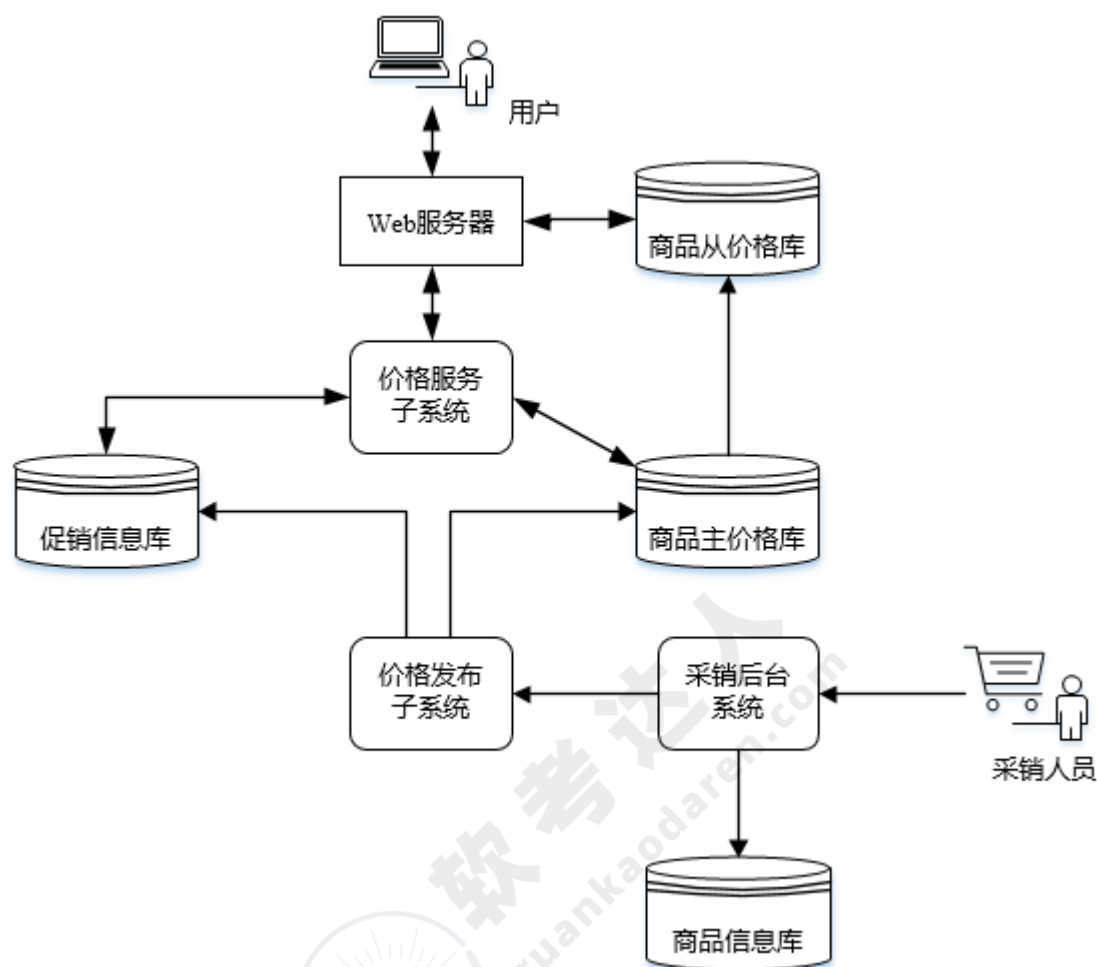 用户
Web服务器
商品从价格库
价格服务
子系统
促销信息库
商品主价格库
价格发布
子系统
采销后台
系统
采销人员
商品信息库
软考达人
ruankaodaren.com